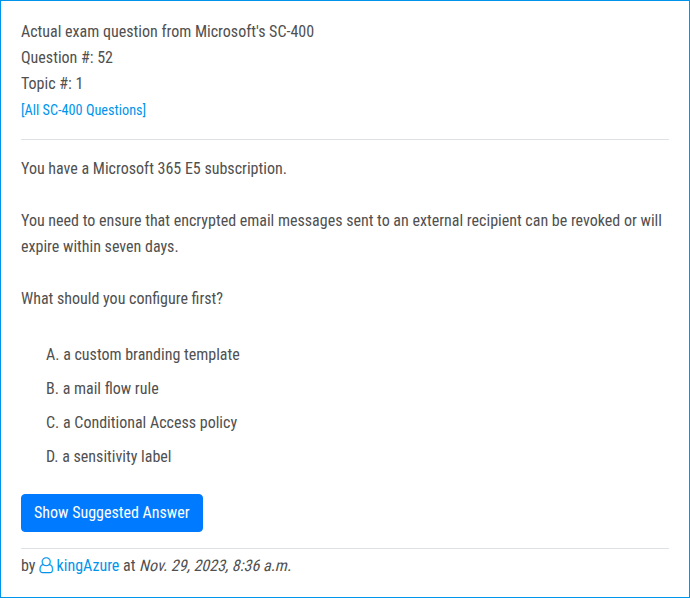 Actual exam question from Microsoft's SC-400
Question #: 52
Topic #: 1
[All SC-400 Questions]
You have a Microsoft 365 E5 subscription.
You need to ensure that encrypted email messages sent to an external recipient can be revoked or will
expire within seven days.
What should you configure first?
A. a custom branding template
B. a mail flow rule
C. a Conditional Access policy
D. a sensitivity label
Show Suggested Answer
by kingAzure at Nov. 29, 2023, 8:36 a.m.